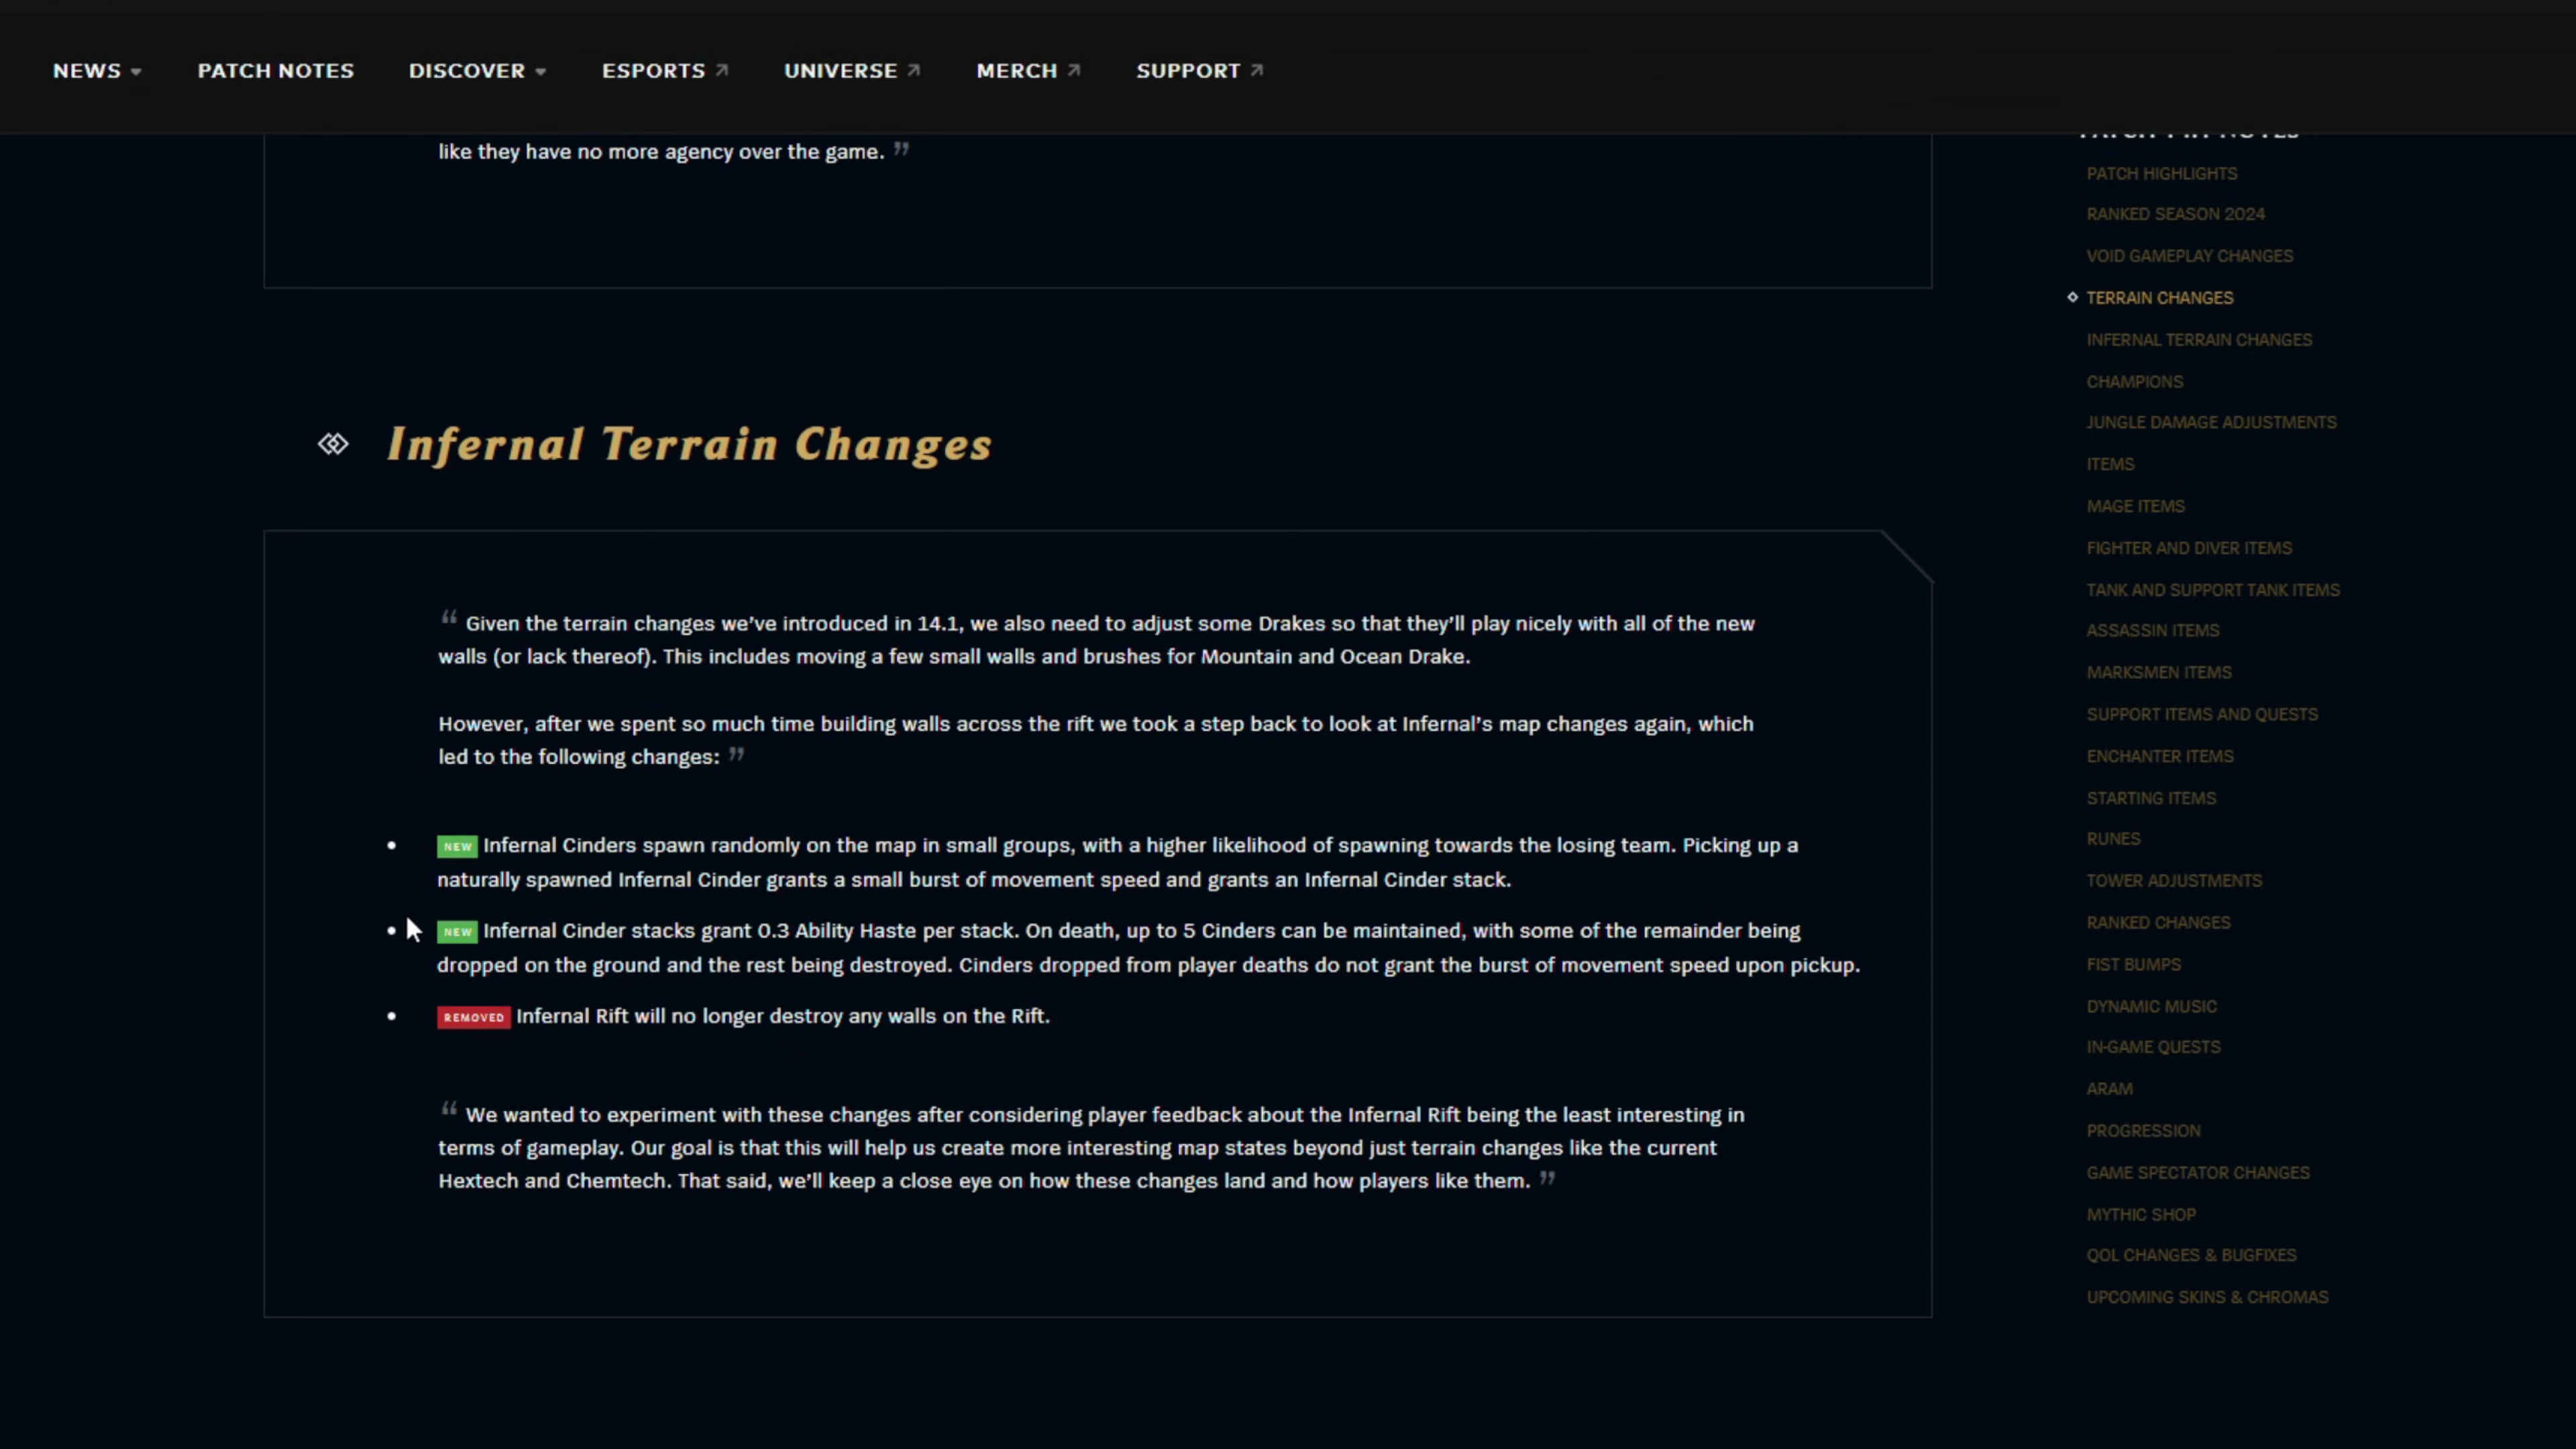 NEWS
PATCH NOTES
DISCOVER
ESPORTS
UNIVERSE
MERCH
SUPPORT
like they have no more agency over the game. ”
Infernal Terrain Changes
“ Given the terrain changes we’ve introduced in 14.1, we also need to adjust some Drakes so that they’ll play nicely with all of the new
walls (or lack thereof). This includes moving a few small walls and brushes for Mountain and Ocean Drake.
However, after we spent so much time building walls across the rift we took a step back to look at Infernal’s map changes again, which
led to the following changes: ”
• NEW Infernal Cinders spawn randomly on the map in small groups, with a higher likelihood of spawning towards the losing team. Picking up a
naturally spawned Infernal Cinder grants a small burst of movement speed and grants an Infernal Cinder stack.
• NEW Infernal Cinder stacks grant 0.3 Ability Haste per stack. On death, up to 5 Cinders can be maintained, with some of the remainder being
dropped on the ground and the rest being destroyed. Cinders dropped from player deaths do not grant the burst of movement speed upon pickup.
• REMOVED Infernal Rift will no longer destroy any walls on the Rift.
“ We wanted to experiment with these changes after considering player feedback about the Infernal Rift being the least interesting in
terms of gameplay. Our goal is that this will help us create more interesting map states beyond just terrain changes like the current
Hextech and Chemtech. That said, we’ll keep a close eye on how these changes land and how players like them. ”
PATCH HIGHLIGHTS
RANKED SEASON 2024
VOID GAMEPLAY CHANGES
TERRAIN CHANGES
INFERNAL TERRAIN CHANGES
CHAMPIONS
JUNGLE DAMAGE ADJUSTMENTS
ITEMS
MAGE ITEMS
FIGHTER AND DIVER ITEMS
TANK AND SUPPORT TANK ITEMS
ASSASSIN ITEMS
MARKSMEN ITEMS
SUPPORT ITEMS AND QUESTS
ENCHANTER ITEMS
STARTING ITEMS
RUNES
TOWER ADJUSTMENTS
RANKED CHANGES
FIST BUMPS
DYNAMIC MUSIC
IN-GAME QUESTS
ARAM
PROGRESSION
GAME SPECTATOR CHANGES
MYTHIC SHOP
QOL CHANGES & BUGFIXES
UPCOMING SKINS & CHROMAS